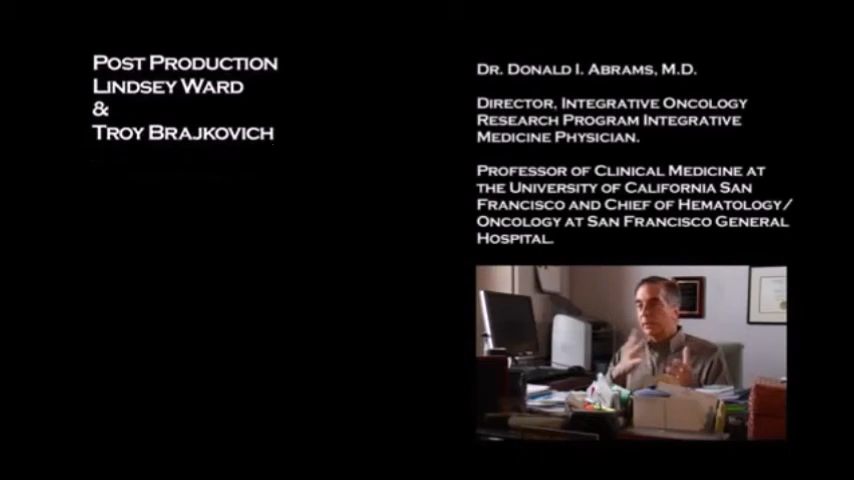 Post Production
Lindsey Ward
&
Troy Brajkovich
Dr. Donald I. Abrams, M.D.
Director, Integrative Oncology
Research Program Integrative
Medicine Physician.
Professor of Clinical Medicine at
the University of California San
Francisco and Chief of Hematology/
Oncology at San Francisco General
Hospital.